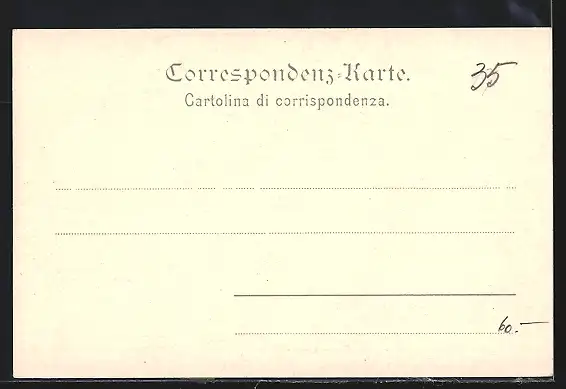 Correspondenz-Karte.
35
Cartolina di corrispondenza.
60.-